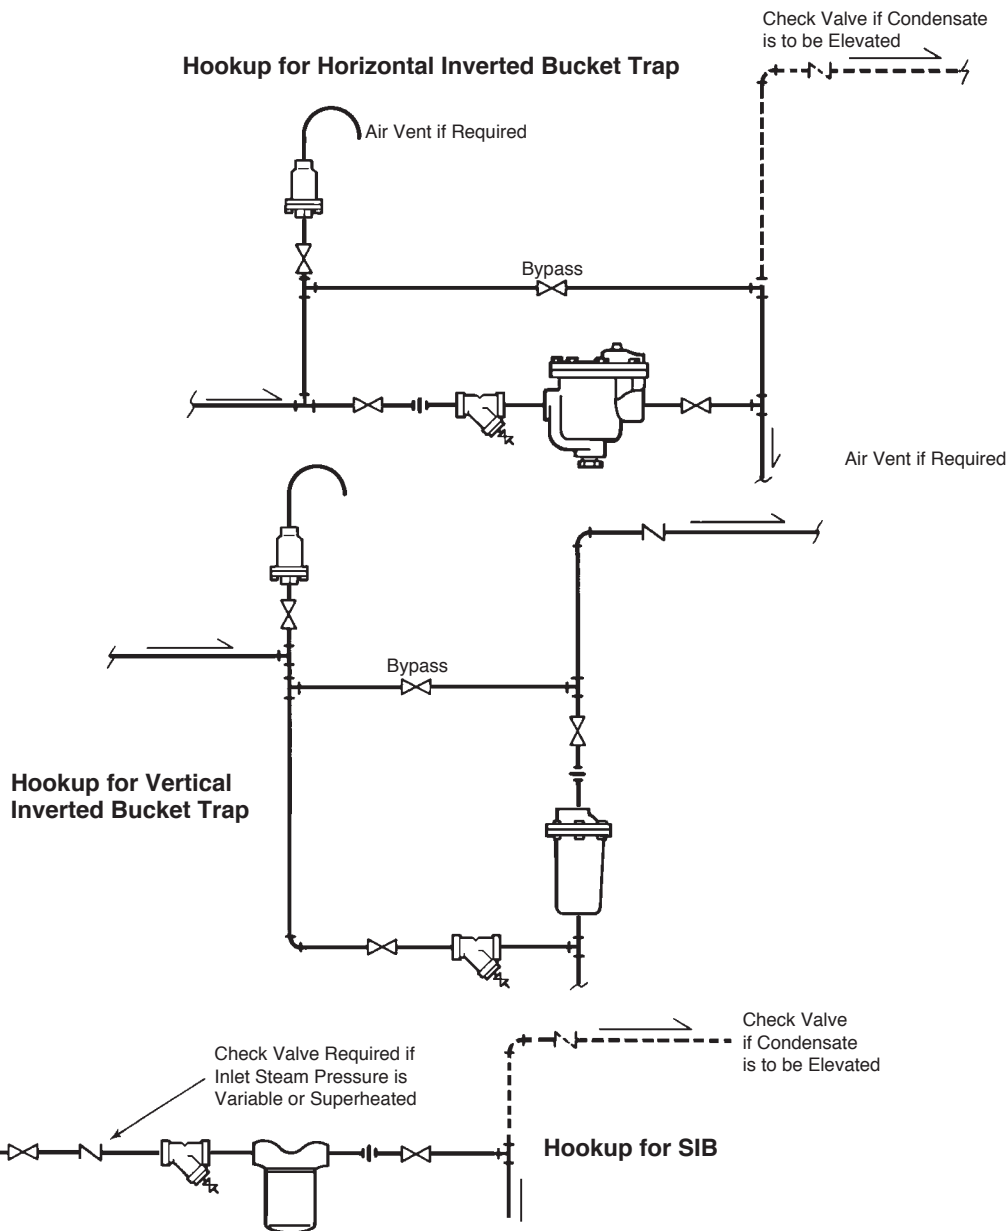 Check Valve if Condensate
is to be Elevated
Hookup for Horizontal Inverted Bucket Trap
Air Vent if Required
Bypass
Air Vent if Required
Bypass
Hookup for Vertical
Inverted Bucket Trap
Check Valve
if Condensate
is to be Elevated
Check Valve Required if
Inlet Steam Pressure is
Variable or Superheated
Hookup for SIB